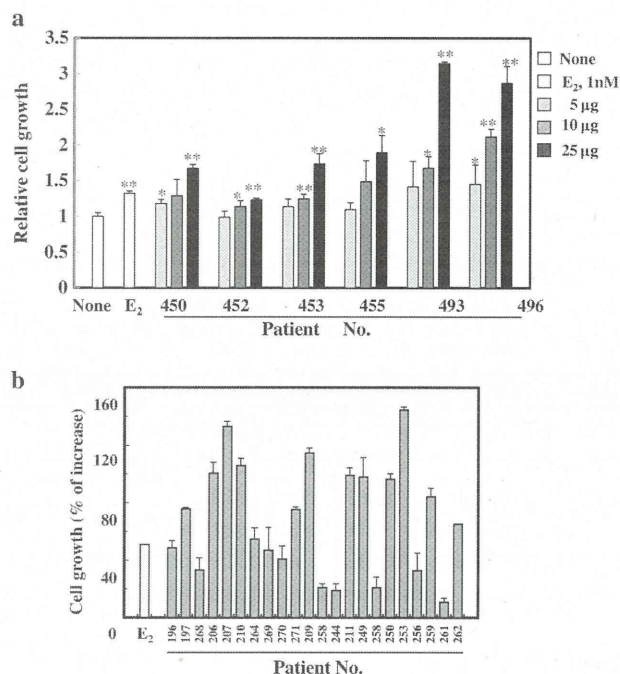 a
3.5
3
2.5
2
1.5
1
0.5
0
Relative cell growth
** * ** * ** ** ** * * ** * ** **
None
E₂, 1nM
5 µg
10 µg
25 µg
None E₂ 450 452 453 455 493 496
Patient No.
b
160
120
80
40
0
Cell growth (% of increase)
E₂ 196 197 268 206 207 210 264 269 270 271 209 258 244 211 249 258 250 253 256 259 261 262
Patient No.